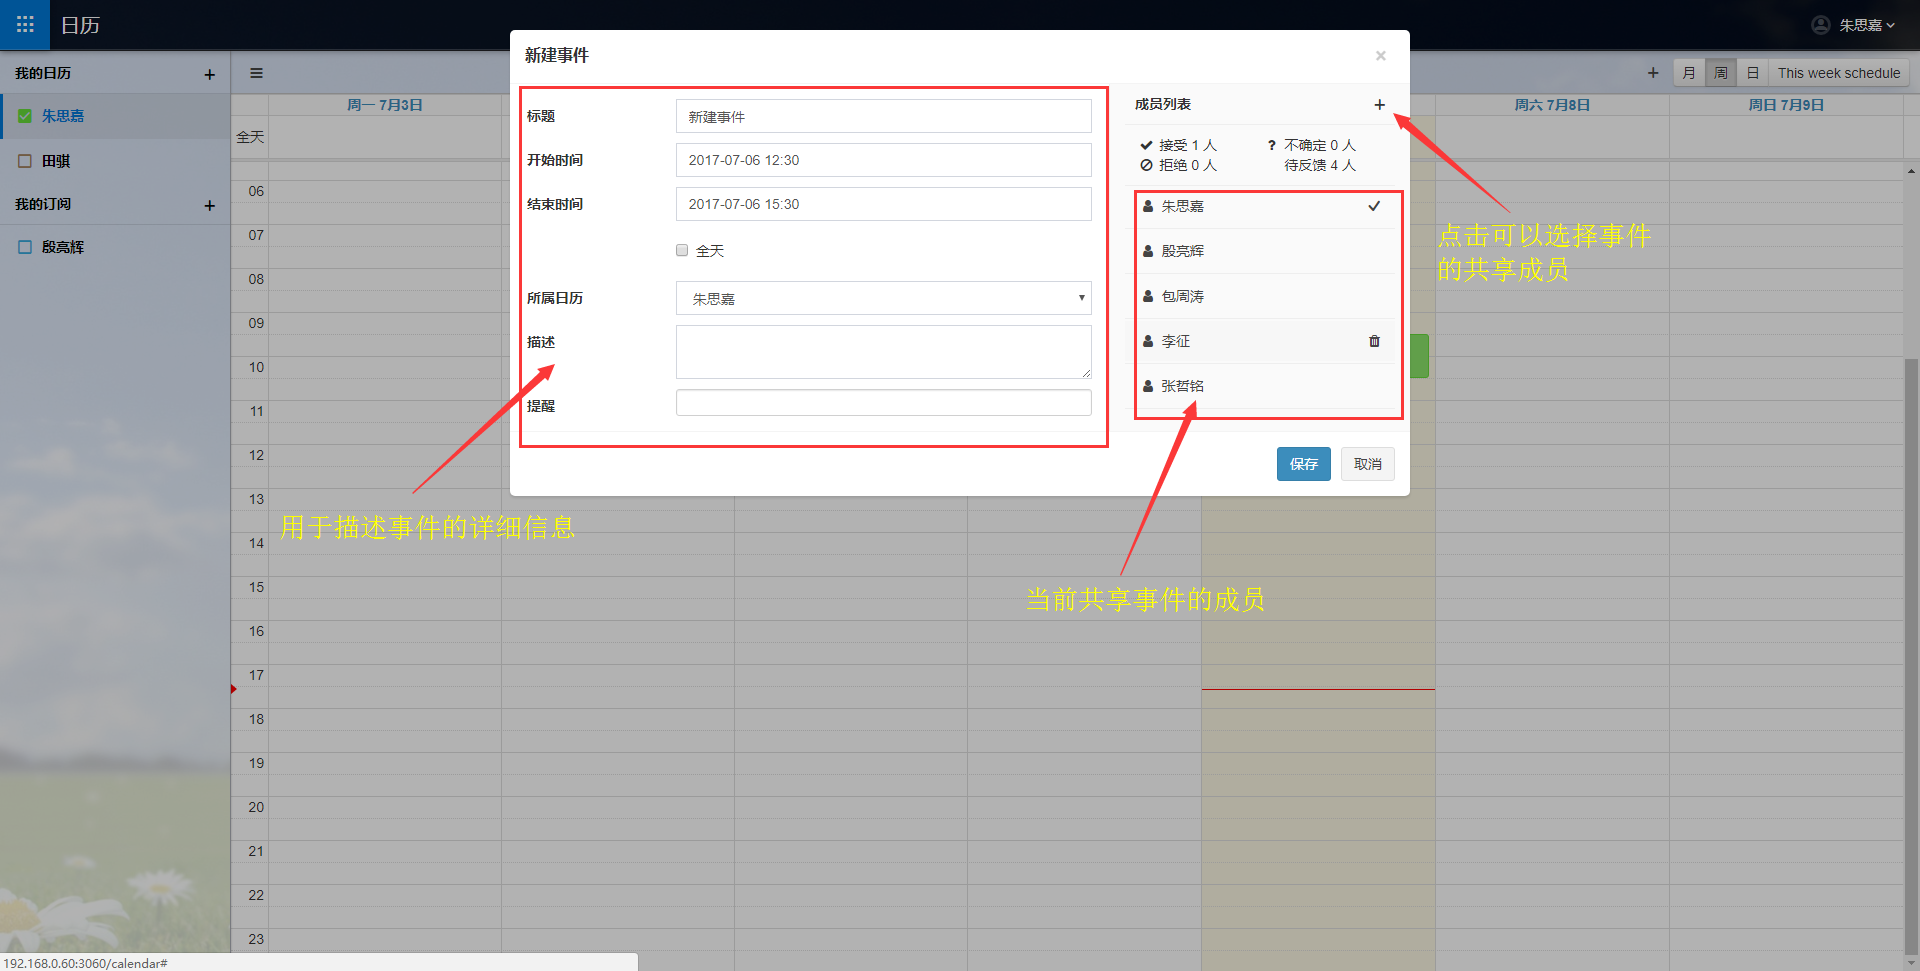 日历
朱思嘉
我的日历 +
朱思嘉
田骐
我的订阅 +
殷亮辉
+ 月 周 日 This week schedule
周一 7月3日
周六 7月8日
周日 7月9日
全天
06
07
08
09
10
11
12
13
14
15
16
17
18
19
20
21
22
23
新建事件 ×
标题 新建事件
开始时间 2017-07-06 12:30
结束时间 2017-07-06 15:30
全天
所属日历 朱思嘉
描述
提醒
成员列表 +
接受 1 人 ? 不确定 0 人
拒绝 0 人 待反馈 4 人
朱思嘉
殷亮辉
包周涛
李征
张哲铭
保存 取消
点击可以选择事件
的共享成员
用于描述事件的详细信息
当前共享事件的成员
192.168.0.60:3060/calendar#